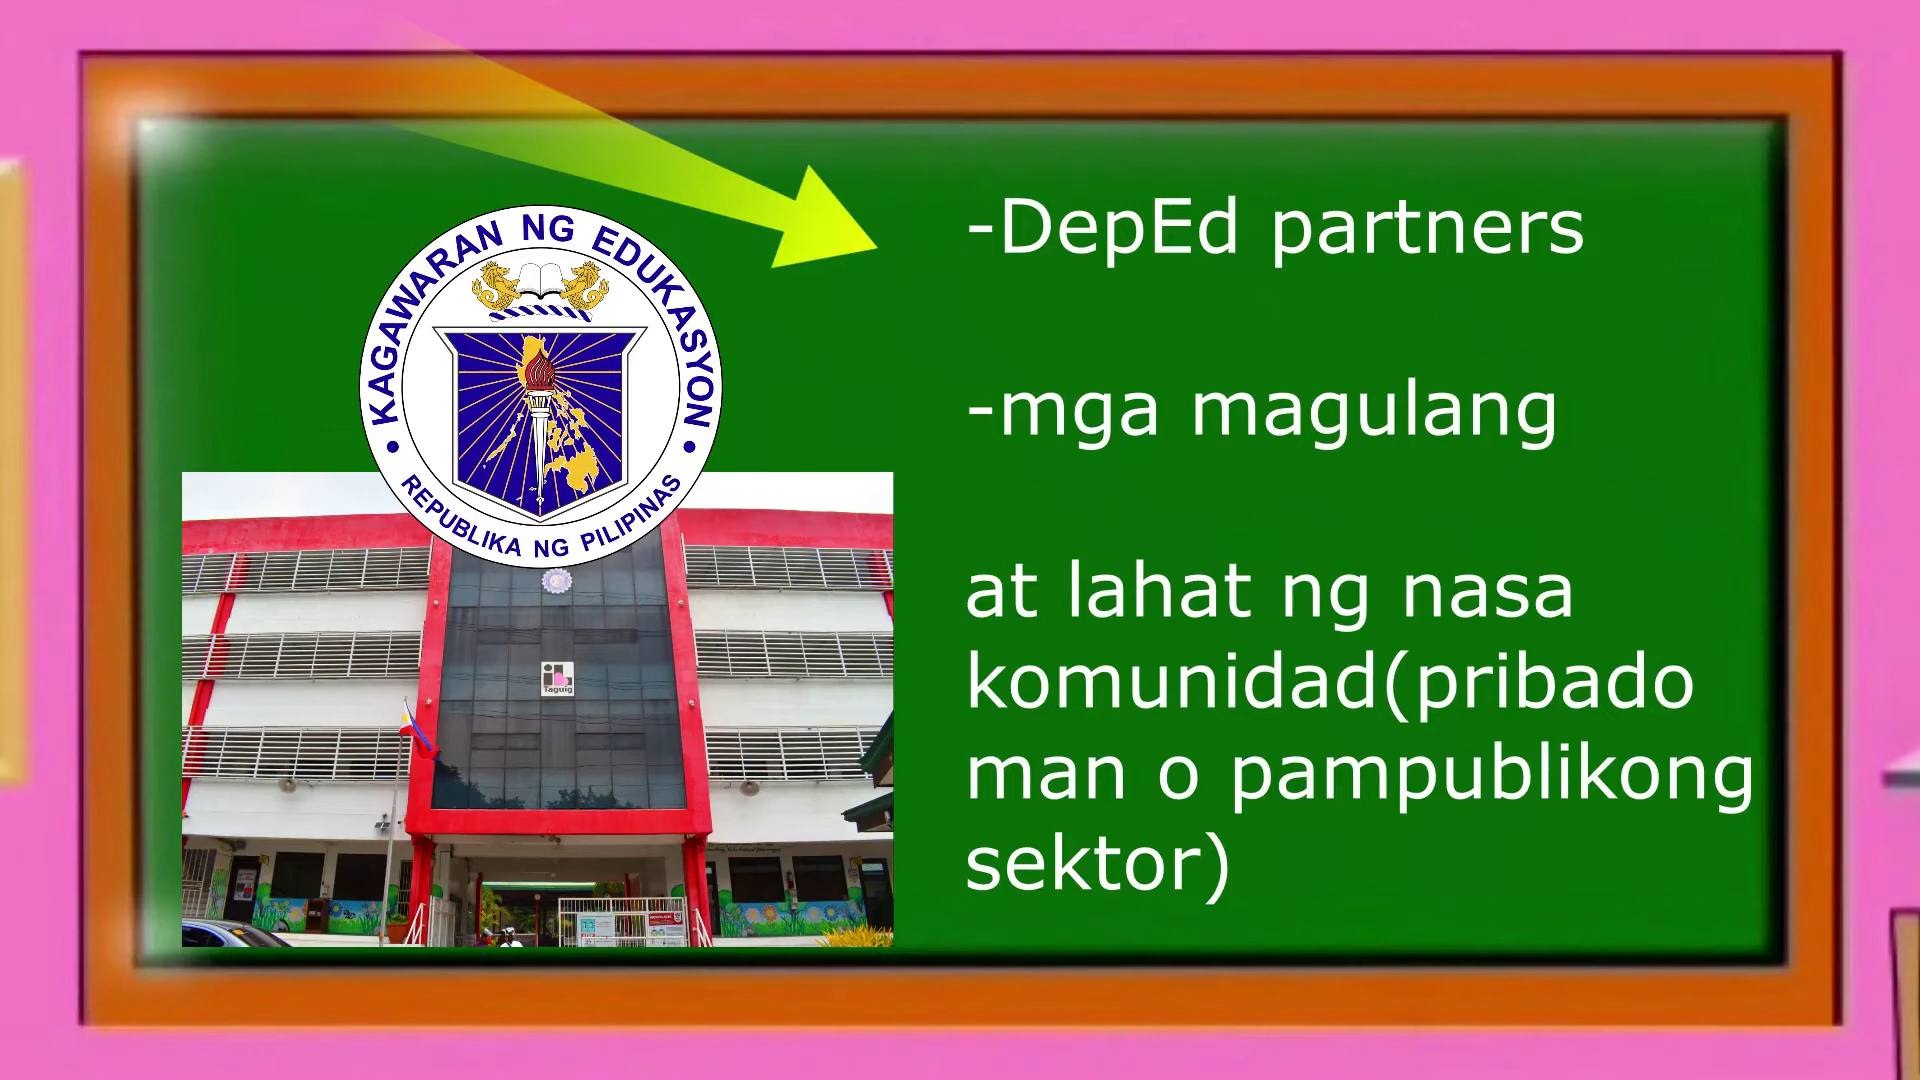 KAGAWARAN NG EDUKASYON
REPUBLIKA NG PILIPINAS
Taguig
-DepEd partners
-mga magulang
at lahat ng nasa
komunidad(pribado
man o pampublikong
sektor)